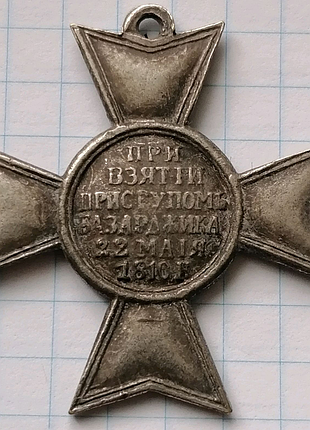 ПРИ
ВЗЯТІИ
ПРИСТУПОМЪ
БАЗАРДЖИКА
22 МАІЯ
1810 Г